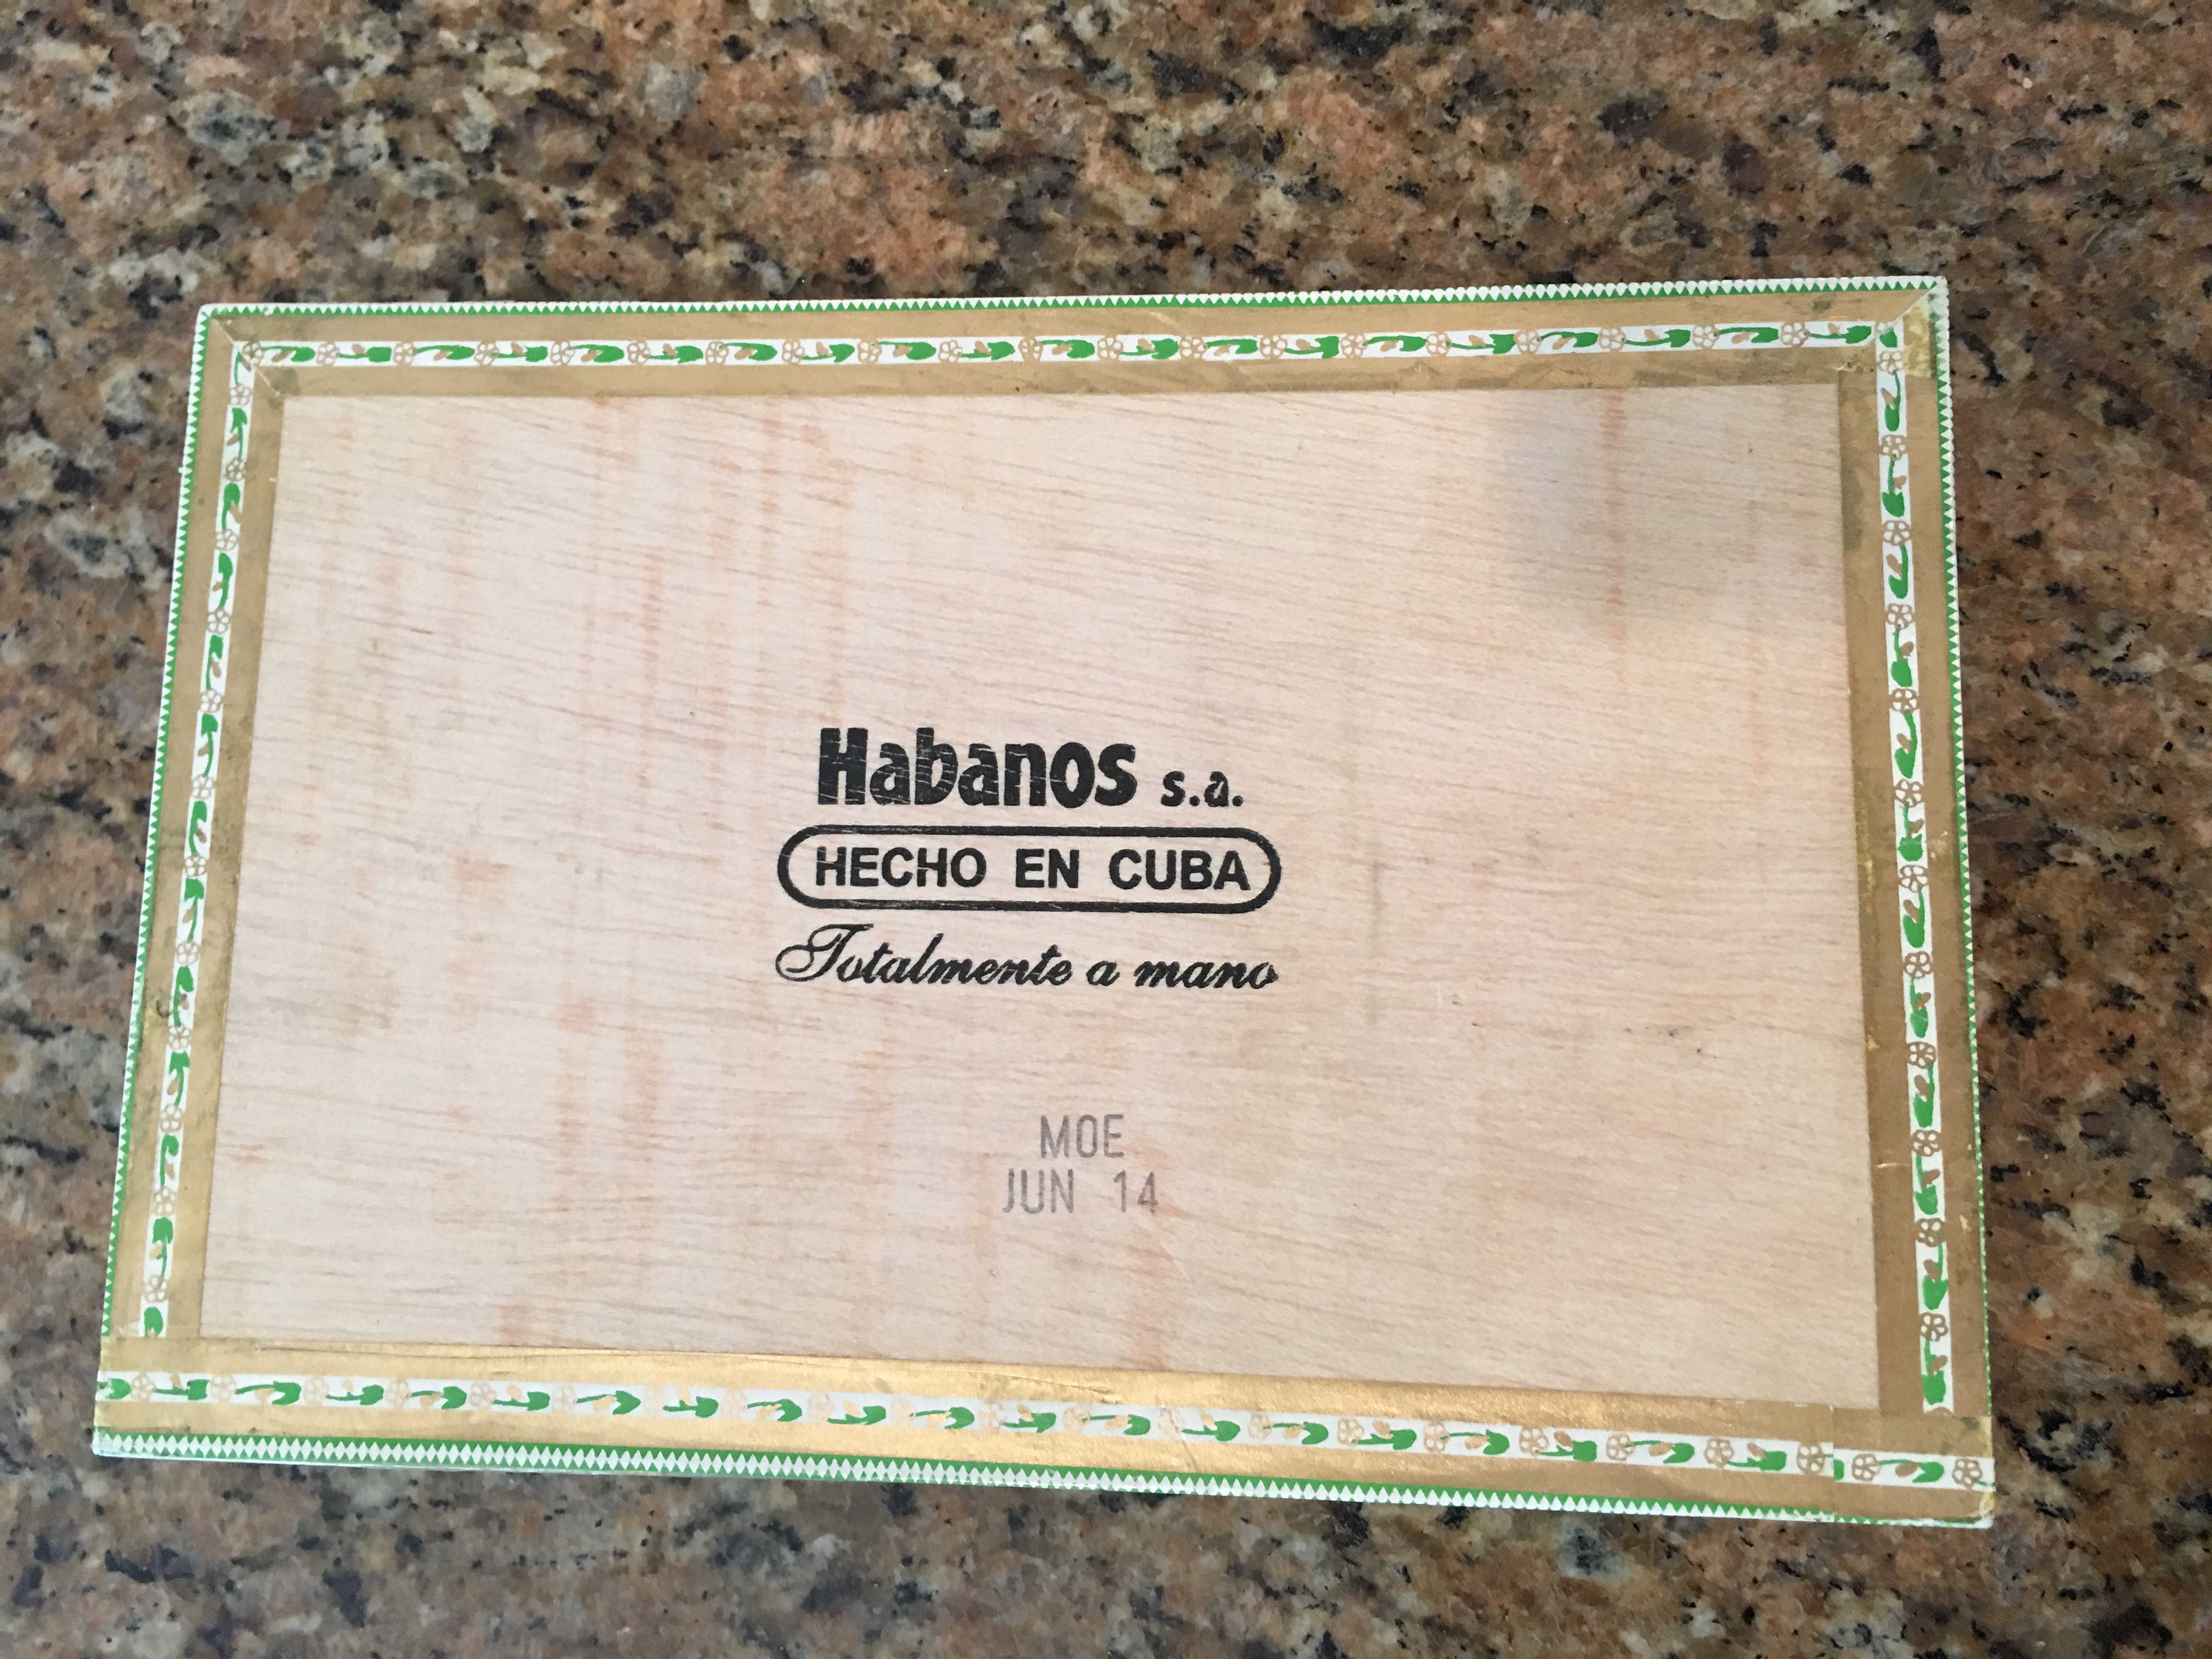 Habanos s.a.
HECHO EN CUBA
Totalmente a mano
MOE
JUN 14